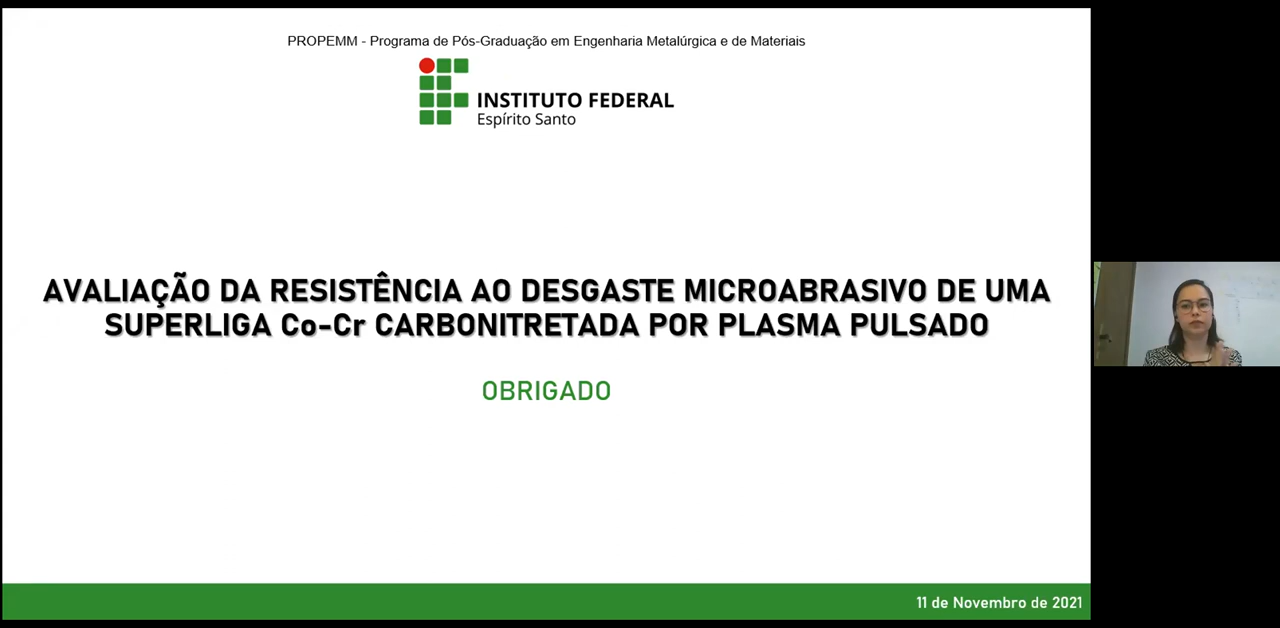 PROPEMM - Programa de Pós-Graduação em Engenharia Metalúrgica e de Materiais
INSTITUTO FEDERAL
Espírito Santo
AVALIAÇÃO DA RESISTÊNCIA AO DESGASTE MICROABRASIVO DE UMA
SUPERLIGA Co-Cr CARBONITRETADA POR PLASMA PULSADO
OBRIGADO
11 de Novembro de 2021